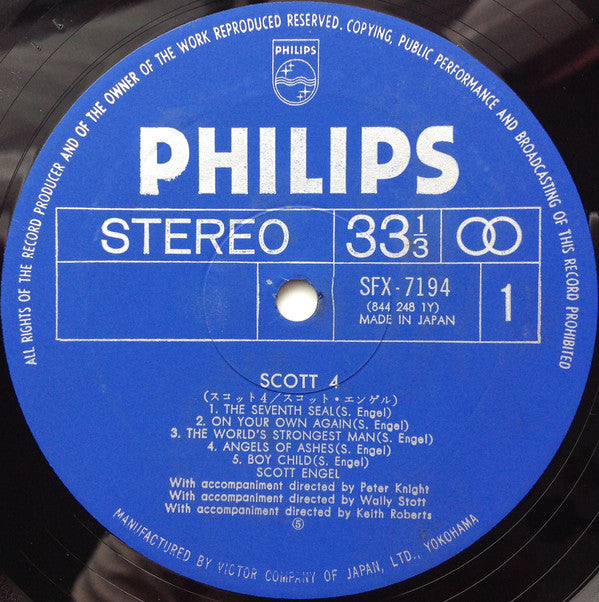 ALL RIGHTS OF THE RECORD PRODUCER AND OF THE OWNER OF THE WORK REPRODUCED RESERVED. COPYING, PUBLIC PERFORMANCE AND BROADCASTING OF THIS RECORD PROHIBITED
PHILIPS
PHILIPS
STEREO 33 1/3
SFX-7194
(844 248 1Y)
MADE IN JAPAN
1
SCOTT 4
(スコット4/スコット・エンゲル)
1. THE SEVENTH SEAL(S. Engel)
2. ON YOUR OWN AGAIN(S. Engel)
3. THE WORLD'S STRONGEST MAN(S. Engel)
4. ANGELS OF ASHES(S. Engel)
5. BOY CHILD(S. Engel)
SCOTT ENGEL
With accompaniment directed by Peter Knight
With accompaniment directed by Wally Stott
With accompaniment directed by Keith Roberts
⑤
MANUFACTURED BY VICTOR COMPANY OF JAPAN, LTD., YOKOHAMA